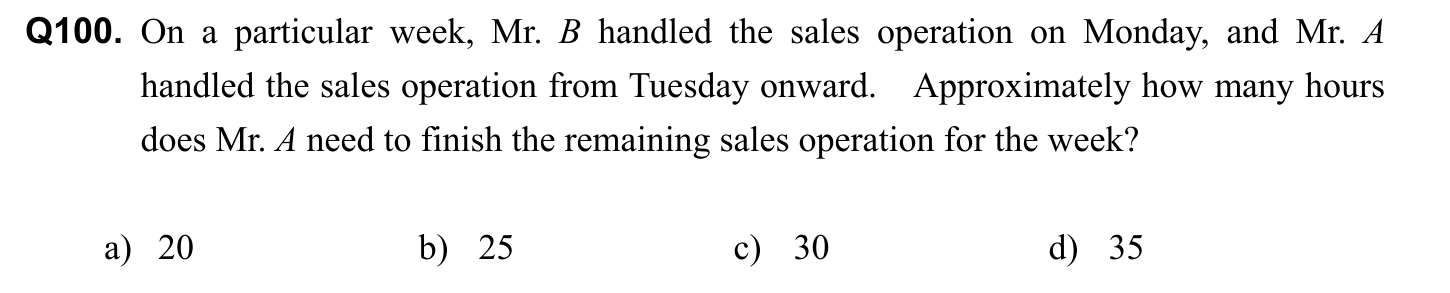 Q100. On a particular week, Mr. B handled the sales operation on Monday, and Mr. A
handled the sales operation from Tuesday onward. Approximately how many hours
does Mr. A need to finish the remaining sales operation for the week?
a) 20 b) 25 c) 30 d) 35